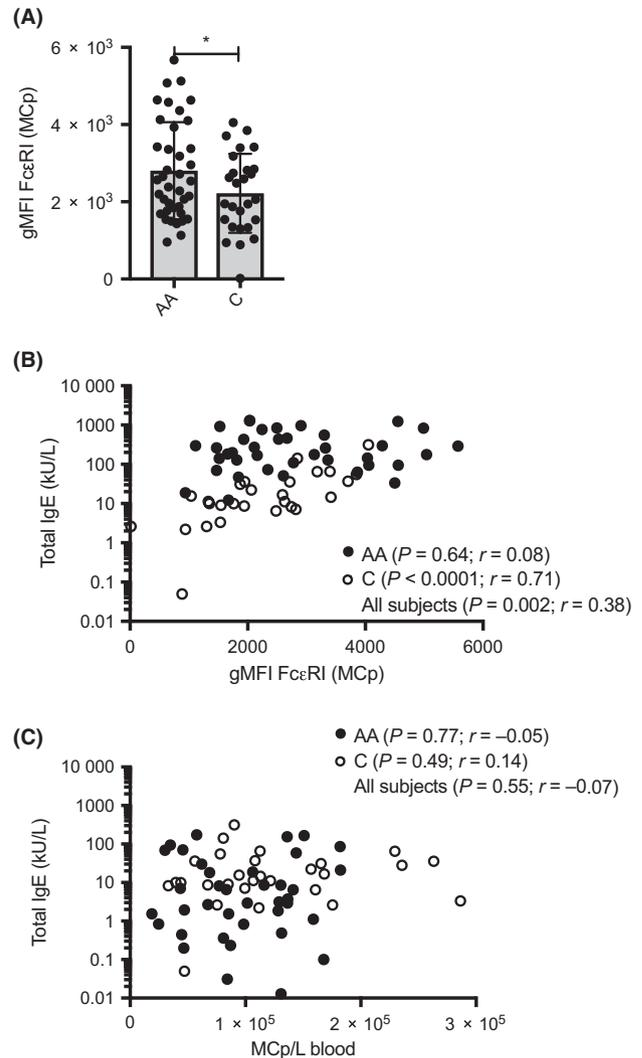 (A)
*
6 × 10³
4 × 10³
2 × 10³
0
gMFI FcεRI (MCp)
AA
C
(B)
10 000
1000
100
10
1
0.1
0.01
Total IgE (kU/L)
AA (P = 0.64; r = 0.08)
C (P < 0.0001; r = 0.71)
All subjects (P = 0.002; r = 0.38)
0 2000 4000 6000
gMFI FcεRI (MCp)
(C)
AA (P = 0.77; r = –0.05)
C (P = 0.49; r = 0.14)
All subjects (P = 0.55; r = –0.07)
10 000
1000
100
10
1
0.1
0.01
Total IgE (kU/L)
0 1 × 10⁵ 2 × 10⁵ 3 × 10⁵
MCp/L blood